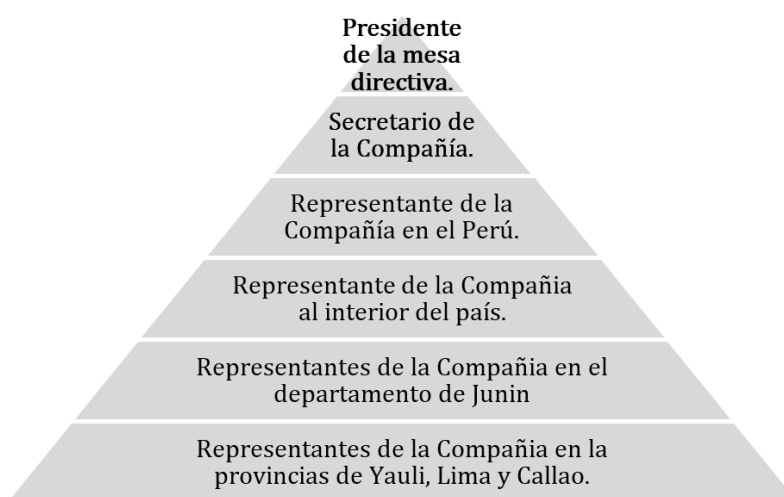 Presidente
de la mesa
directiva.
Secretario de
la Compañía.
Representante de la
Compañía en el Perú.
Representante de la Compañia
al interior del país.
Representantes de la Compañia en el
departamento de Junin
Representantes de la Compañia en la
provincias de Yauli, Lima y Callao.